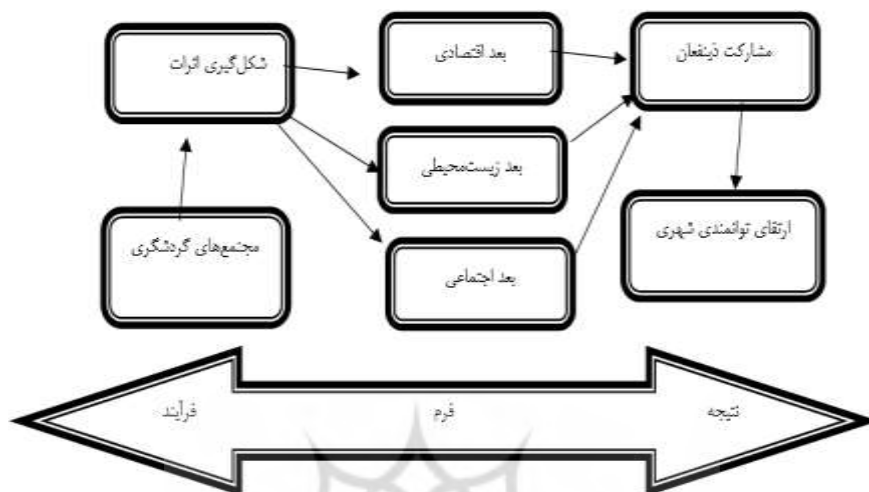 مشارکت ذینفعان
بعد اقتصادی
شکل‌گیری اثرات
بعد زیست‌محیطی
ارتقای توانمندی شهری
بعد اجتماعی
مجتمع‌های گردشگری
نتیجه
فرم
فرآیند